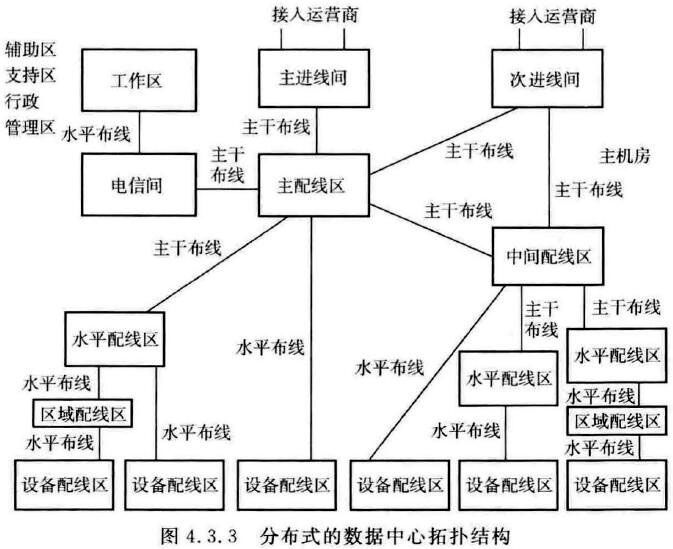 接入运营商
接入运营商
辅助区
支持区
行政
管理区
工作区
主进线间
次进线间
水平布线
主干布线
主干布线
主机房
主干
布线
电信间
主配线区
主干布线
主干布线
主干布线
中间配线区
主干
布线
主干布线
水平配线区
水平布线
水平配线区
水平布线
水平配线区
水平布线
水平布线
区域配线区
区域配线区
水平布线
水平布线
水平布线
水平布线
设备配线区
设备配线区
设备配线区
设备配线区
设备配线区
设备配线区
图 4.3.3 分布式的数据中心拓扑结构